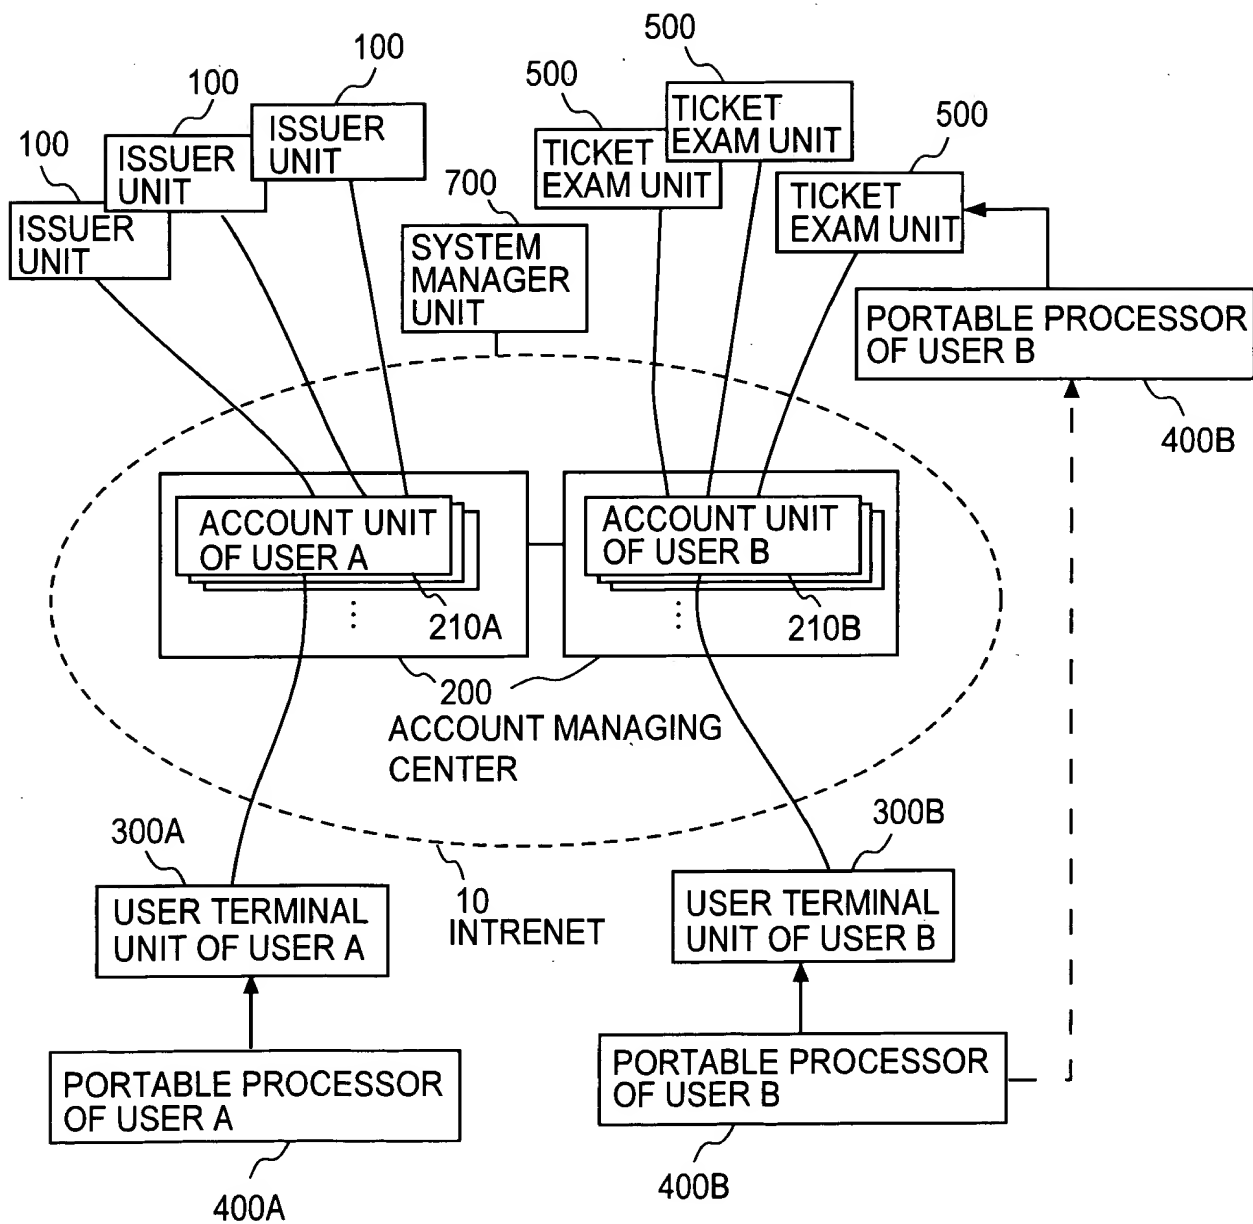 500
100
500
100
TICKET
EXAM UNIT
ISSUER
UNIT
500
100
ISSUER
UNIT
TICKET
EXAM UNIT
700
TICKET
EXAM UNIT
ISSUER
UNIT
SYSTEM
MANAGER
UNIT
PORTABLE PROCESSOR
OF USER B
400B
ACCOUNT UNIT
OF USER A
ACCOUNT UNIT
OF USER B
210A
210B
200
ACCOUNT MANAGING
CENTER
300A
300B
10
INTRENET
USER TERMINAL
UNIT OF USER A
USER TERMINAL
UNIT OF USER B
PORTABLE PROCESSOR
OF USER A
PORTABLE PROCESSOR
OF USER B
400A
400B